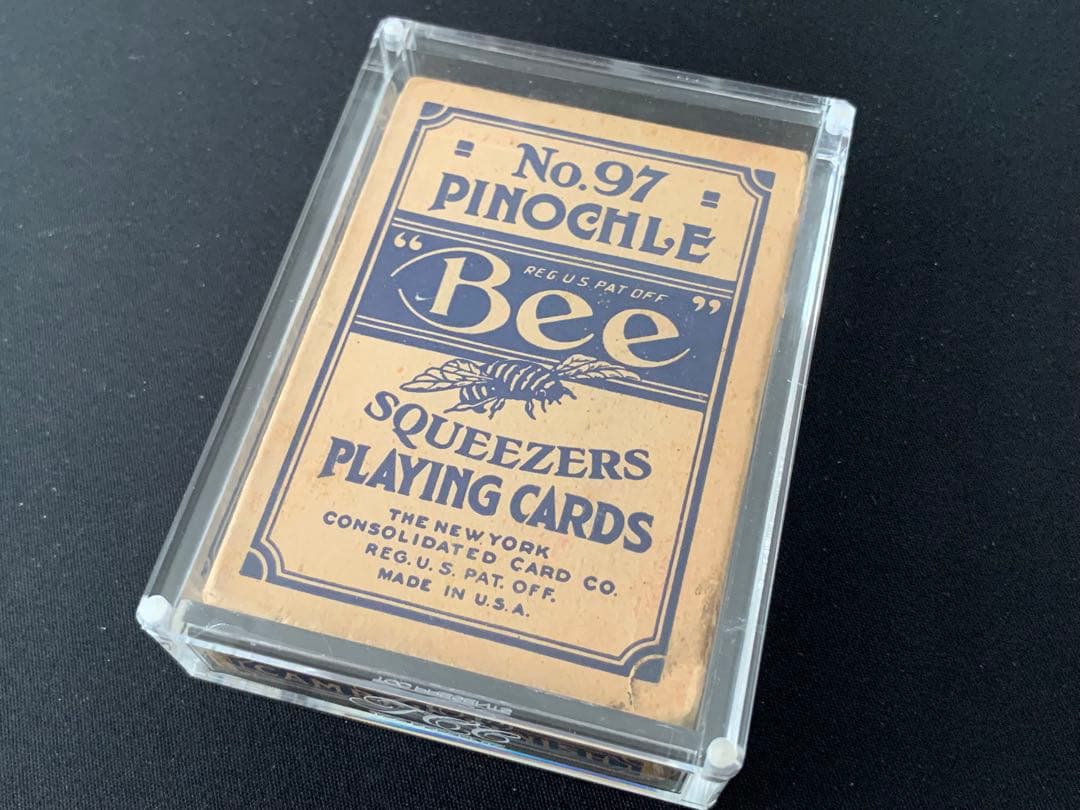 No. 97
PINOCHLE
“Bee”
REG U S PAT OFF
SQUEEZERS
PLAYING CARDS
THE NEW YORK
CONSOLIDATED CARD CO.
REG. U. S. PAT. OFF.
MADE IN U.S.A.